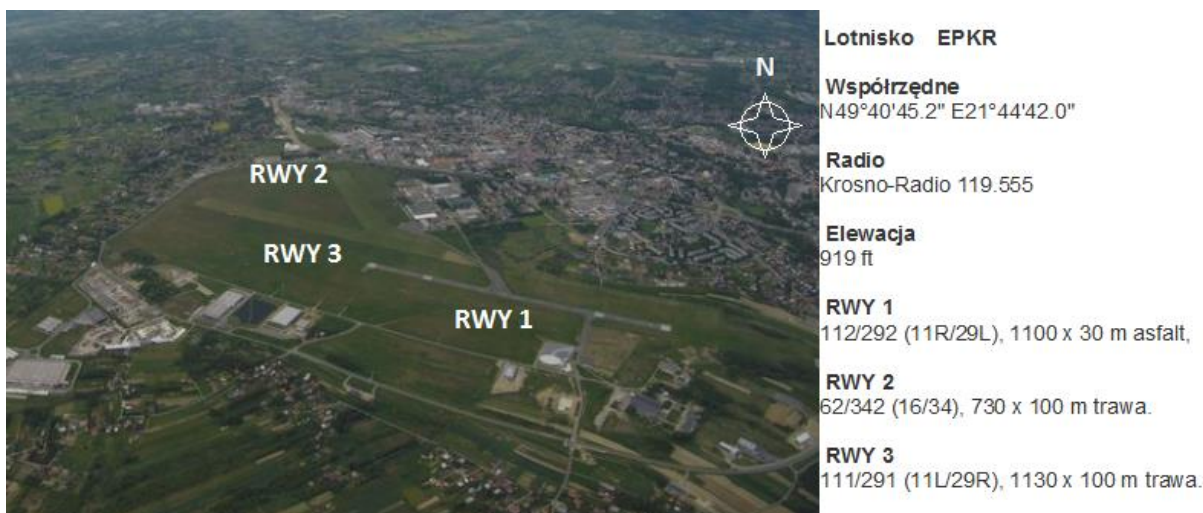 N
RWY 2
RWY 3
RWY 1
Lotnisko EPKR
Współrzędne
N49°40'45.2" E21°44'42.0"
Radio
Krosno-Radio 119.555
Elewacja
919 ft
RWY 1
112/292 (11R/29L), 1100 x 30 m asfalt,
RWY 2
62/342 (16/34), 730 x 100 m trawa.
RWY 3
111/291 (11L/29R), 1130 x 100 m trawa.